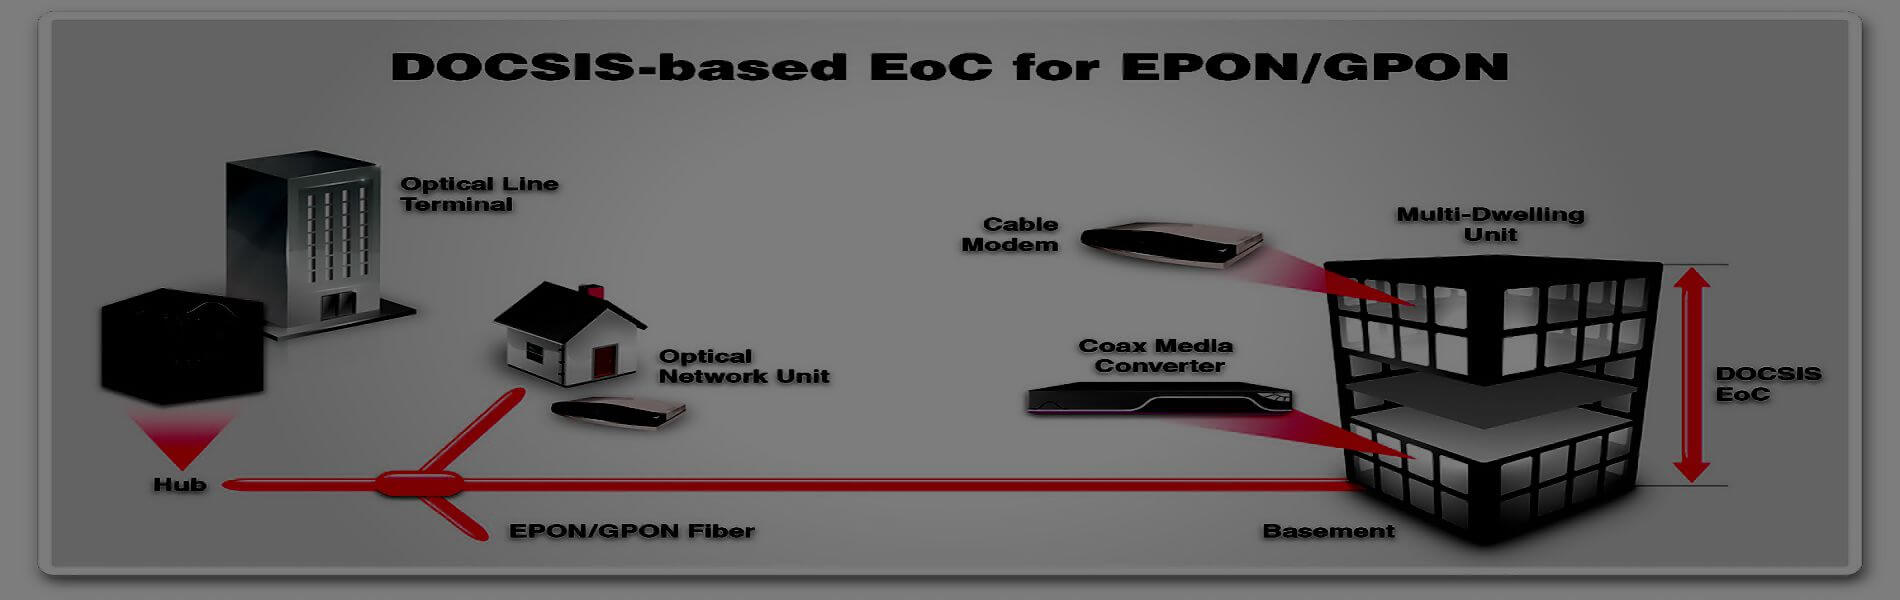 DOCSIS-based EoC for EPON/GPON
Optical Line
Terminal
Cable
Modem
Multi-Dwelling
Unit
Coax Media
Converter
Optical
Network Unit
DOCSIS
EoC
Hub
EPON/GPON Fiber
Basement